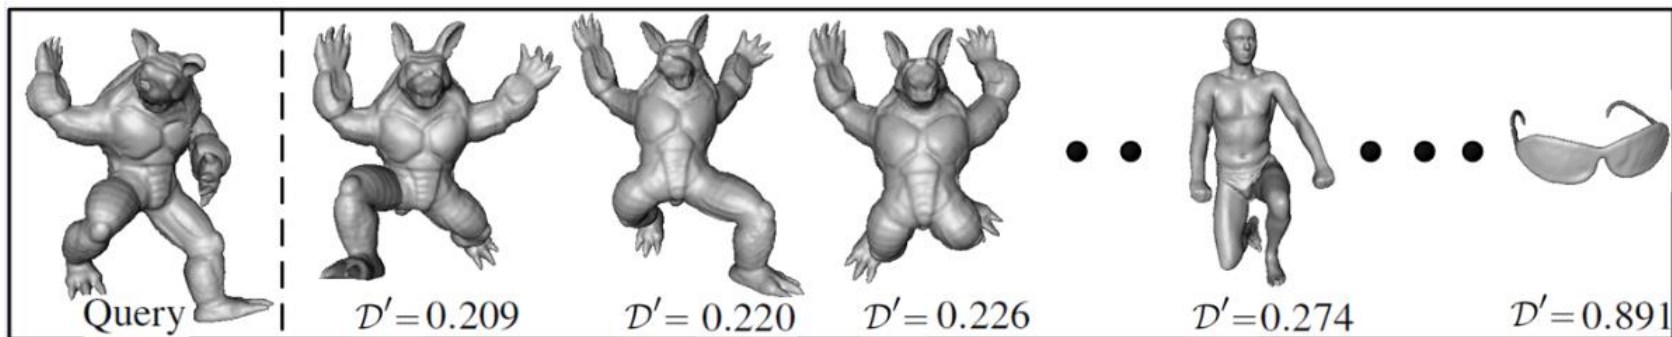 Query
𝒟′= 0.209
𝒟′= 0.220
𝒟′= 0.226
𝒟′=0.274
𝒟′=0.891